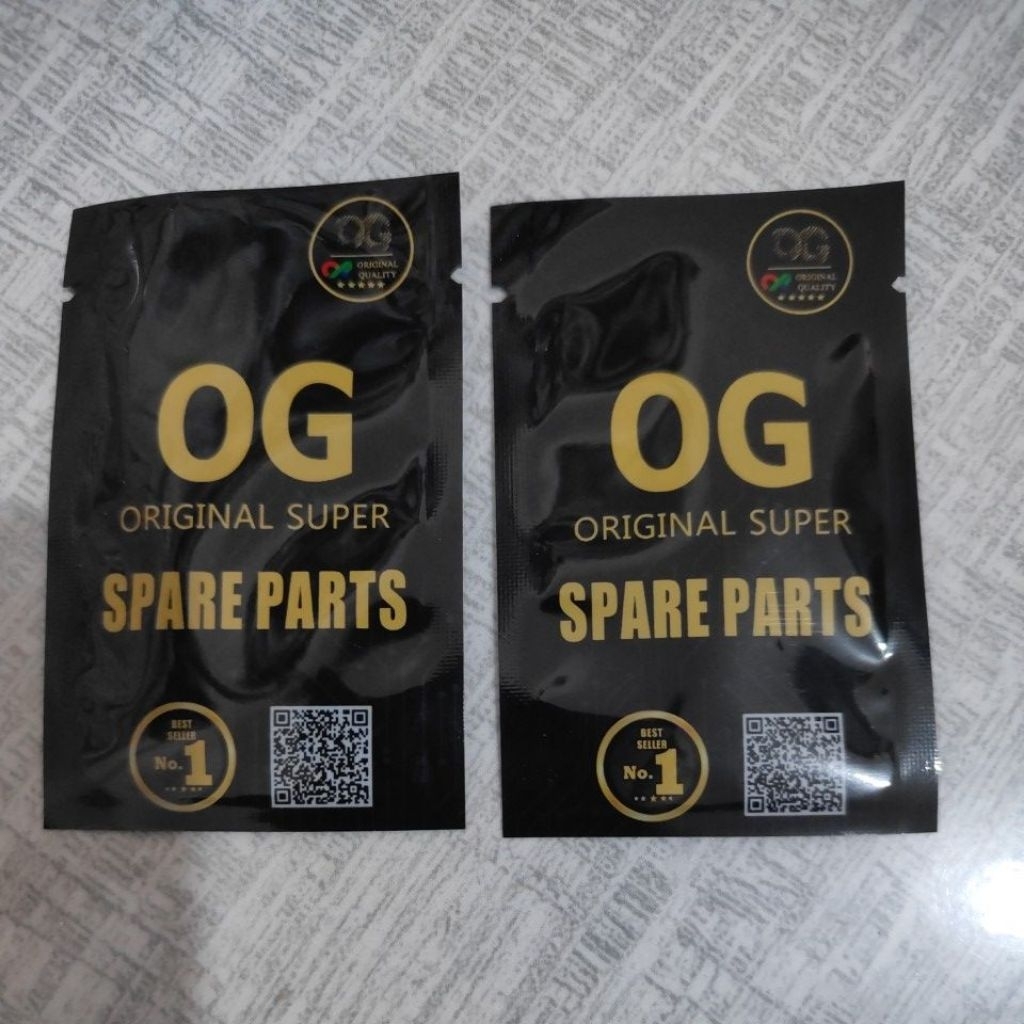 OG
ORIGINAL
QUALITY
OG
ORIGINAL SUPER
SPARE PARTS
BEST
SELLER
No.1
OG
ORIGINAL
QUALITY
OG
ORIGINAL SUPER
SPARE PARTS
BEST
SELLER
No.1